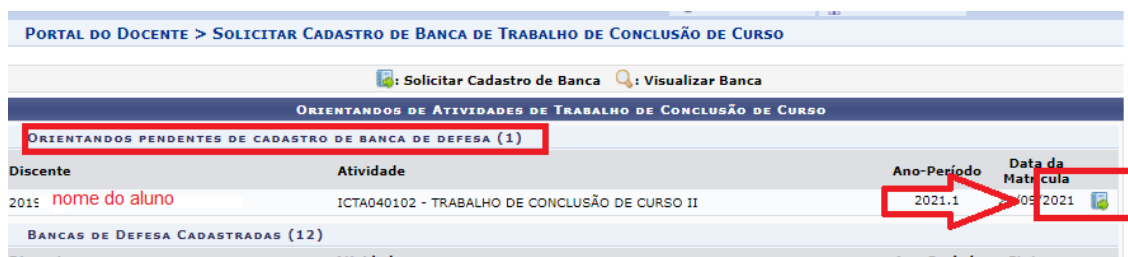 PORTAL DO DOCENTE > SOLICITAR CADASTRO DE BANCA DE TRABALHO DE CONCLUSÃO DE CURSO
: Solicitar Cadastro de Banca : Visualizar Banca
ORIENTANDOS DE ATIVIDADES DE TRABALHO DE CONCLUSÃO DE CURSO
ORIENTANDOS PENDENTES DE CADASTRO DE BANCA DE DEFESA (1)
Discente Atividade Ano-Período Data da Matrícula
2015 nome do aluno ICTA040102 - TRABALHO DE CONCLUSÃO DE CURSO II 2021.1 /09/2021
BANCAS DE DEFESA CADASTRADAS (12)